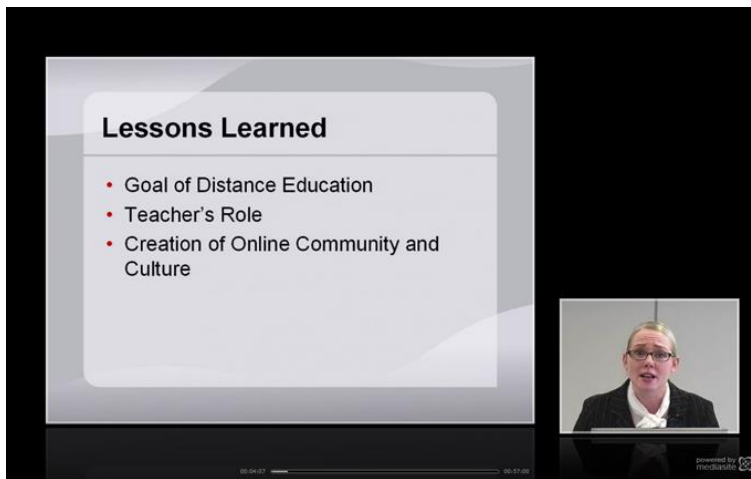 Lessons Learned
• Goal of Distance Education
• Teacher's Role
• Creation of Online Community and
Culture
00:04:07
00:57:00
powered by
mediasite